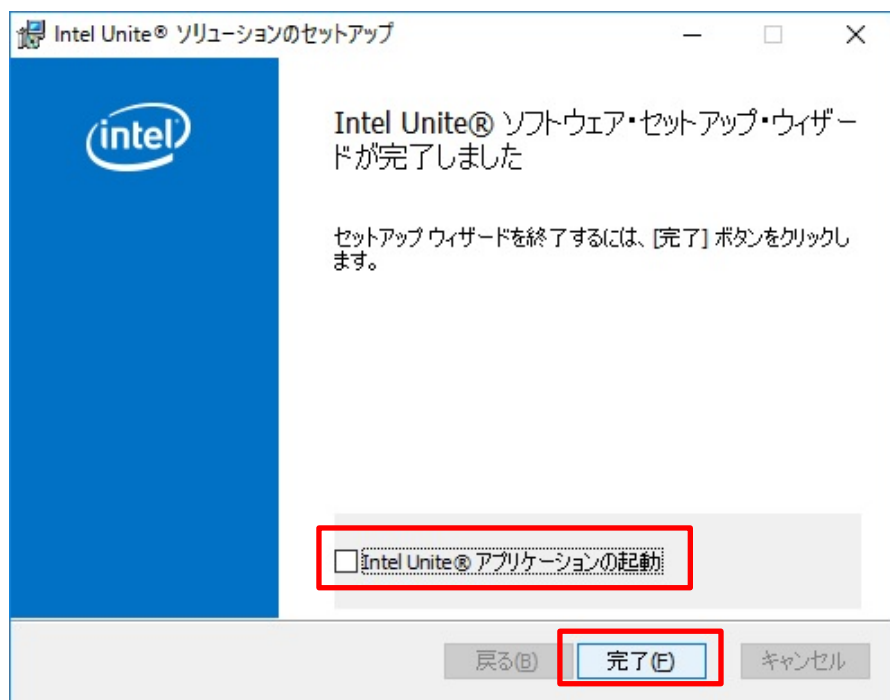 Intel Unite® ソリューションのセットアップ
intel
Intel Unite® ソフトウェア・セットアップ・ウィザー
ドが完了しました
セットアップ ウィザードを終了するには、[完了] ボタンをクリックし
ます。
Intel Unite® アプリケーションの起動
戻る(B)
完了(F)
キャンセル